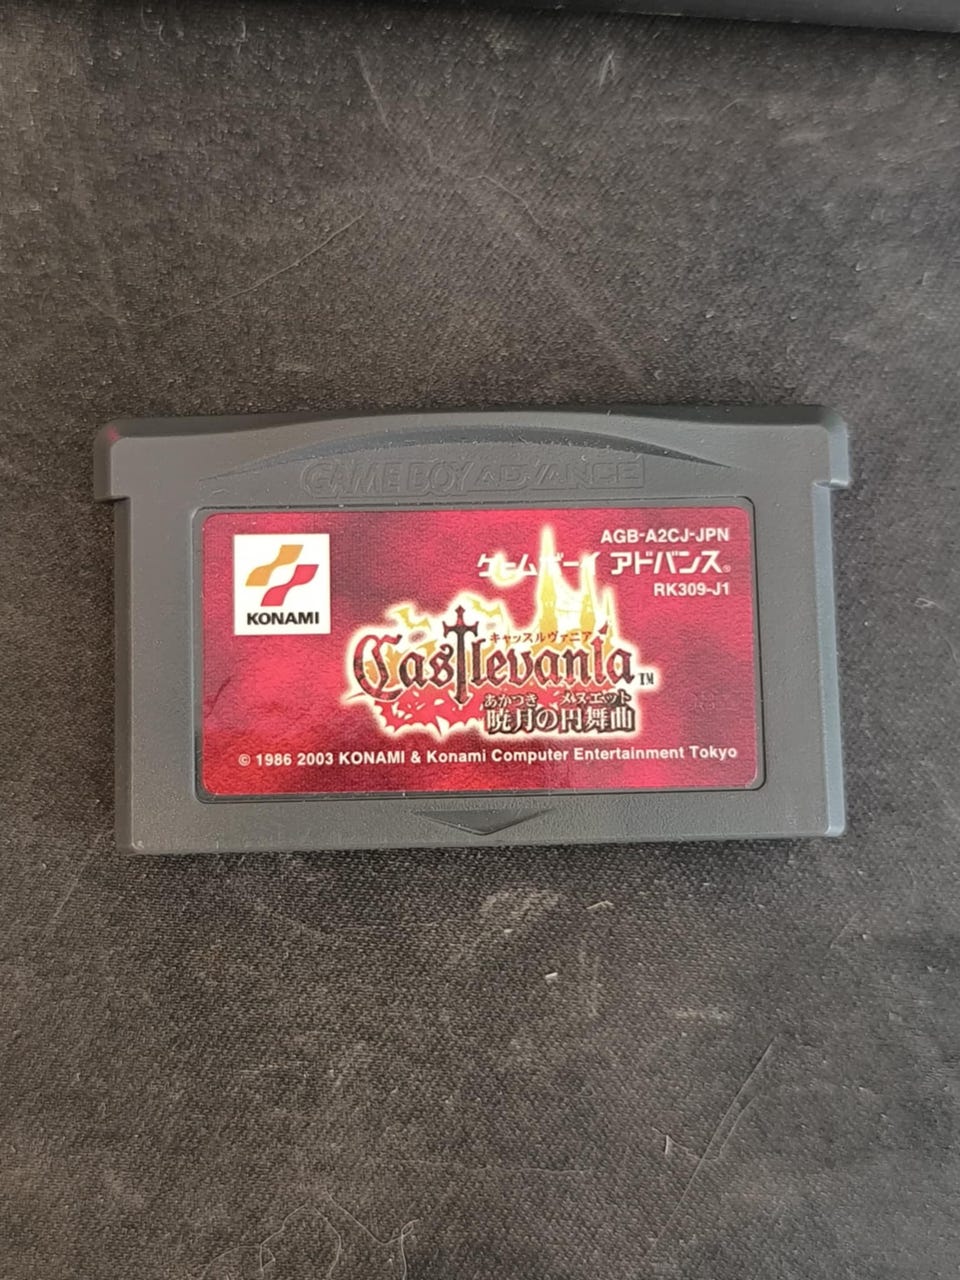 GAME BOY ADVANCE
AGB-A2CJ-JPN
ゲームボーイ アドバンス®
RK309-J1
KONAMI
キャッスルヴァニア
Castlevania™
あかつき メヌエット
暁月の円舞曲
© 1986 2003 KONAMI & Konami Computer Entertainment Tokyo